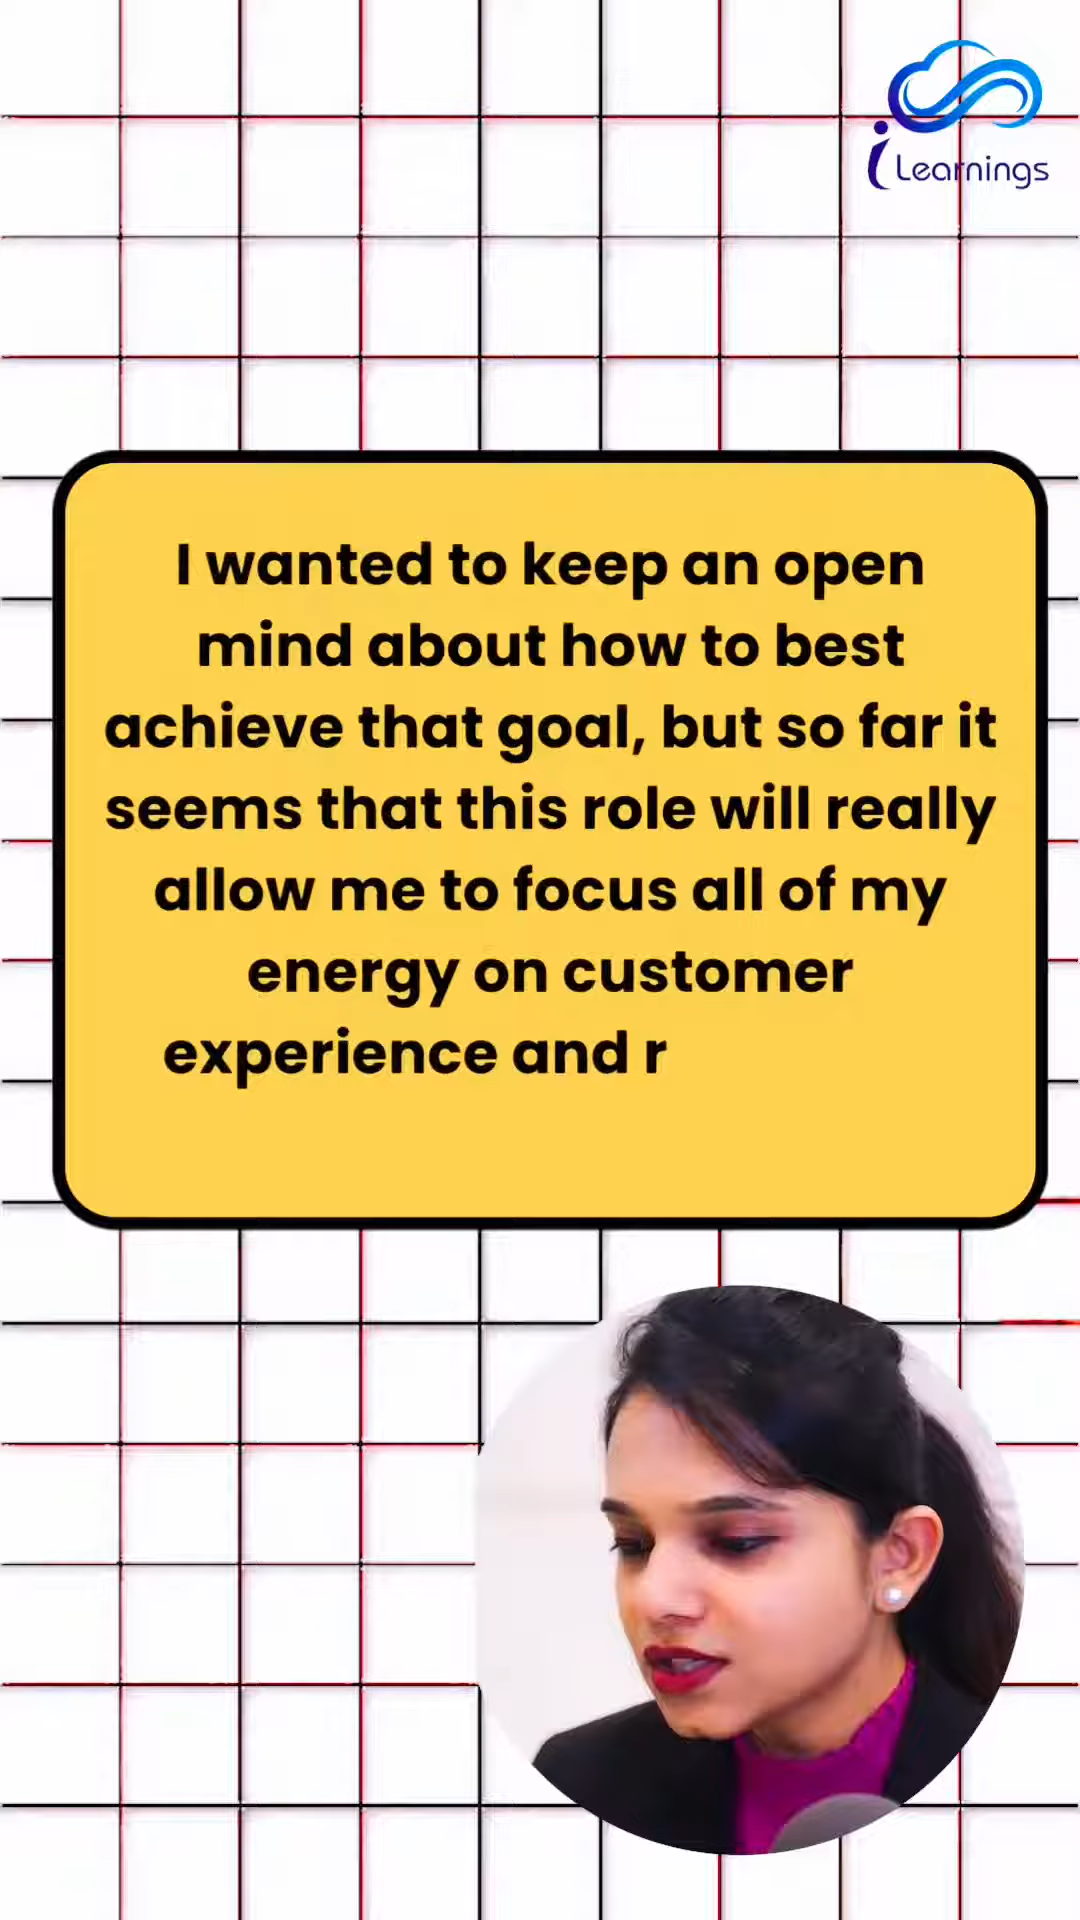 i Learnings
I wanted to keep an open
mind about how to best
achieve that goal, but so far it
seems that this role will really
allow me to focus all of my
energy on customer
experience and r